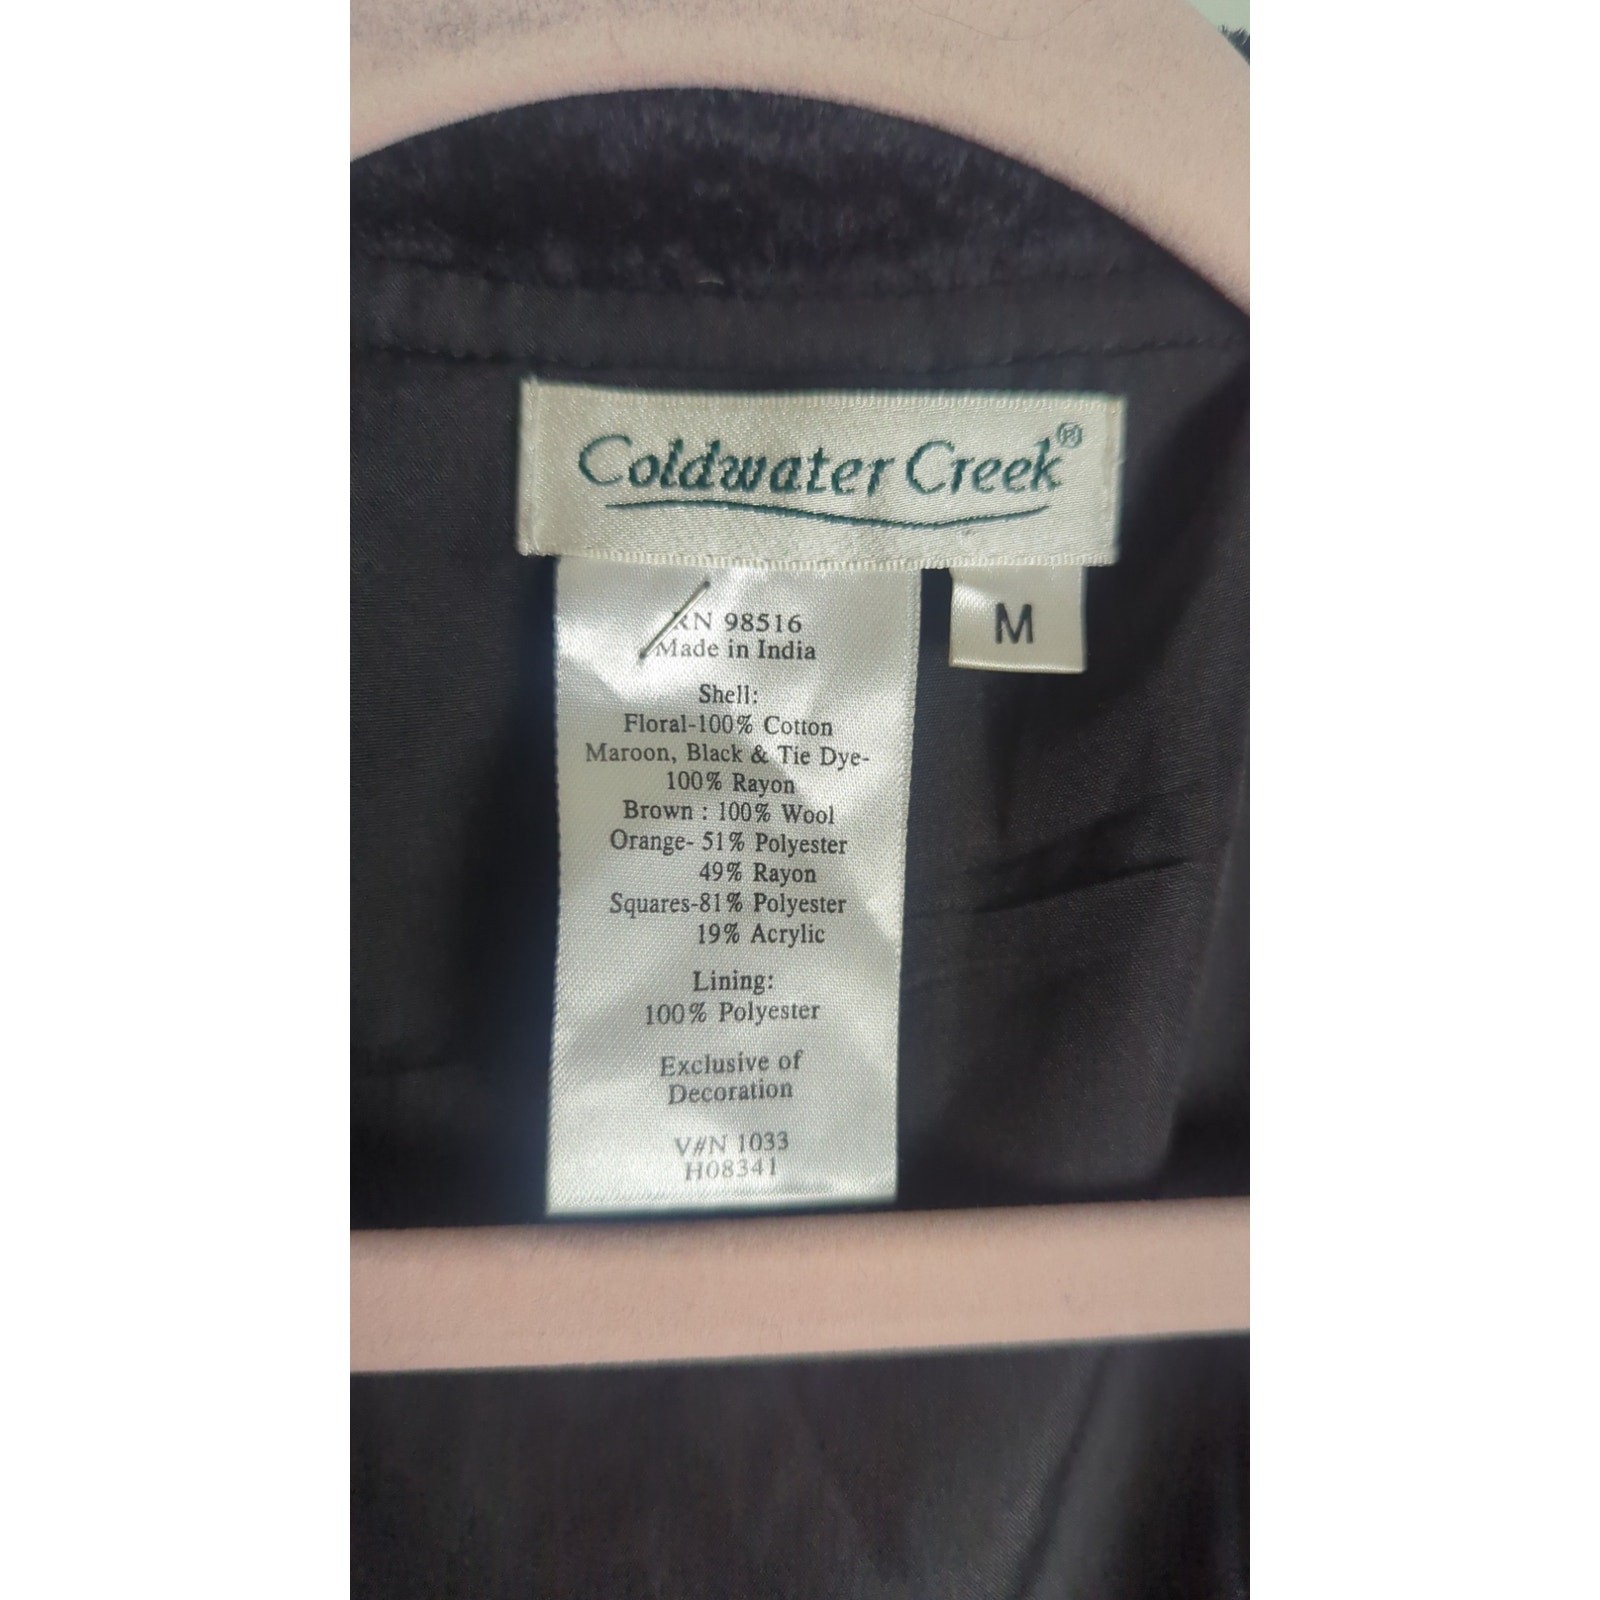 Coldwater Creek®
M
RN 98516
Made in India
Shell:
Floral-100% Cotton
Maroon, Black & Tie Dye-
100% Rayon
Brown : 100% Wool
Orange- 51% Polyester
49% Rayon
Squares-81% Polyester
19% Acrylic
Lining:
100% Polyester
Exclusive of
Decoration
V#N 1033
H08341